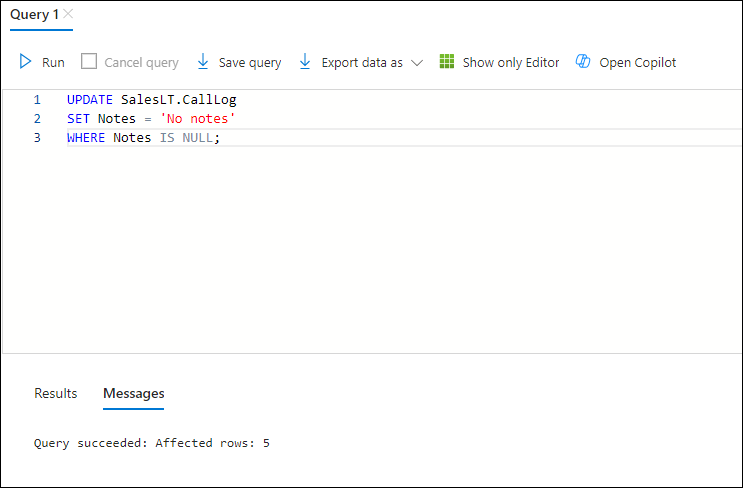 Query 1
Run Cancel query Save query Export data as Show only Editor Open Copilot
1 UPDATE SalesLT.CallLog
2 SET Notes = 'No notes'
3 WHERE Notes IS NULL;
Results Messages
Query succeeded: Affected rows: 5